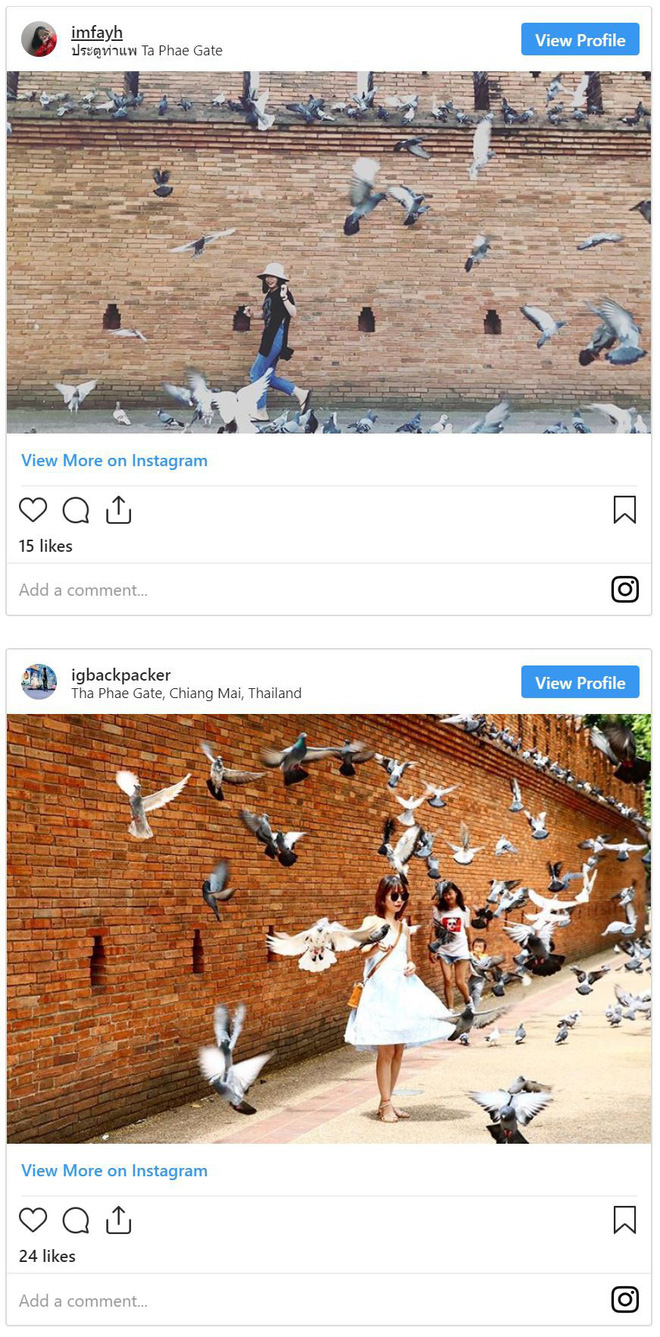 imfayh
ประตูท่าแพ Ta Phae Gate
View Profile
View More on Instagram
15 likes
Add a comment...
igbackpacker
Tha Phae Gate, Chiang Mai, Thailand
View Profile
View More on Instagram
24 likes
Add a comment...